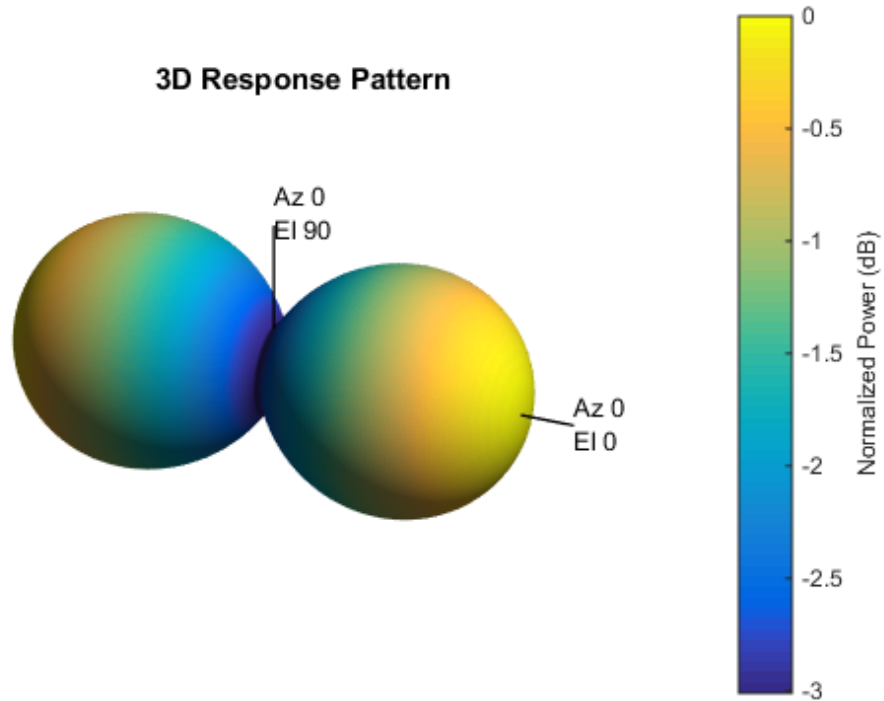 3D Response Pattern
Az 0
El 90
Az 0
El 0
0
-0.5
-1
-1.5
-2
-2.5
-3
Normalized Power (dB)